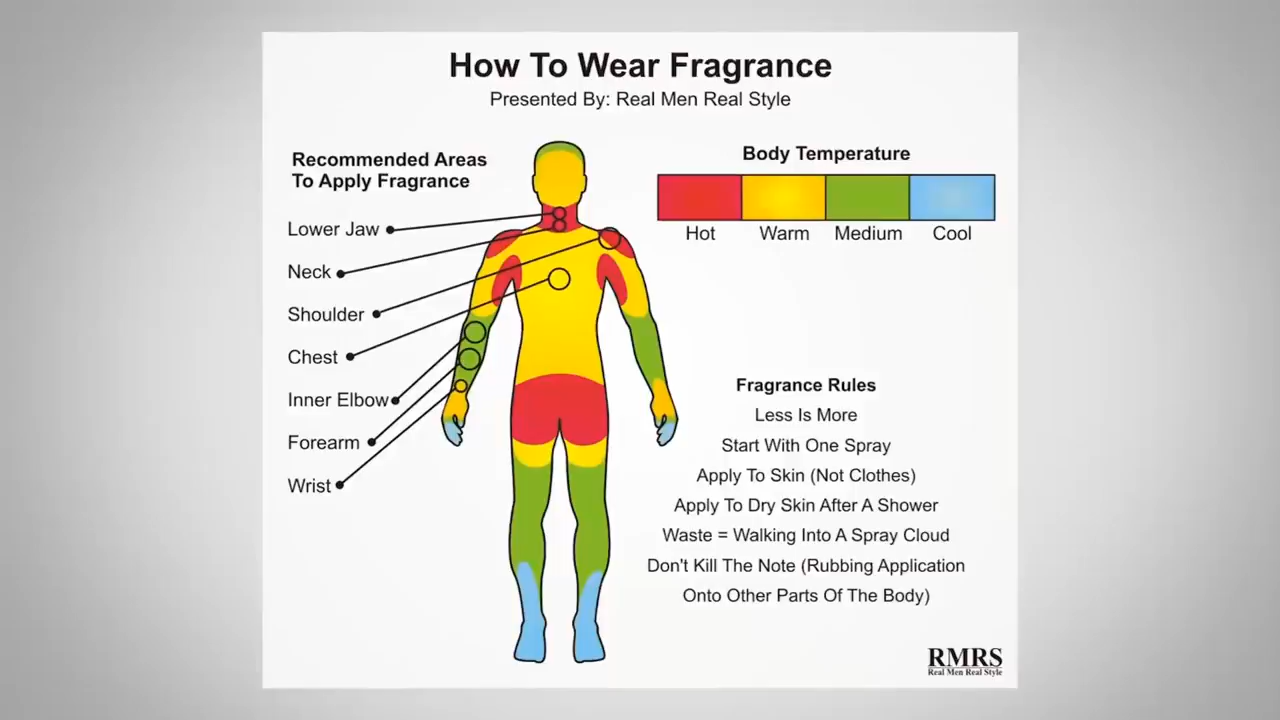 How To Wear Fragrance
Presented By: Real Men Real Style
Recommended Areas
To Apply Fragrance
Lower Jaw
Neck
Shoulder
Chest
Inner Elbow
Forearm
Wrist
Body Temperature
Hot
Warm
Medium
Cool
Fragrance Rules
Less Is More
Start With One Spray
Apply To Skin (Not Clothes)
Apply To Dry Skin After A Shower
Waste = Walking Into A Spray Cloud
Don't Kill The Note (Rubbing Application
Onto Other Parts Of The Body)
RMRS
Real Men Real Style